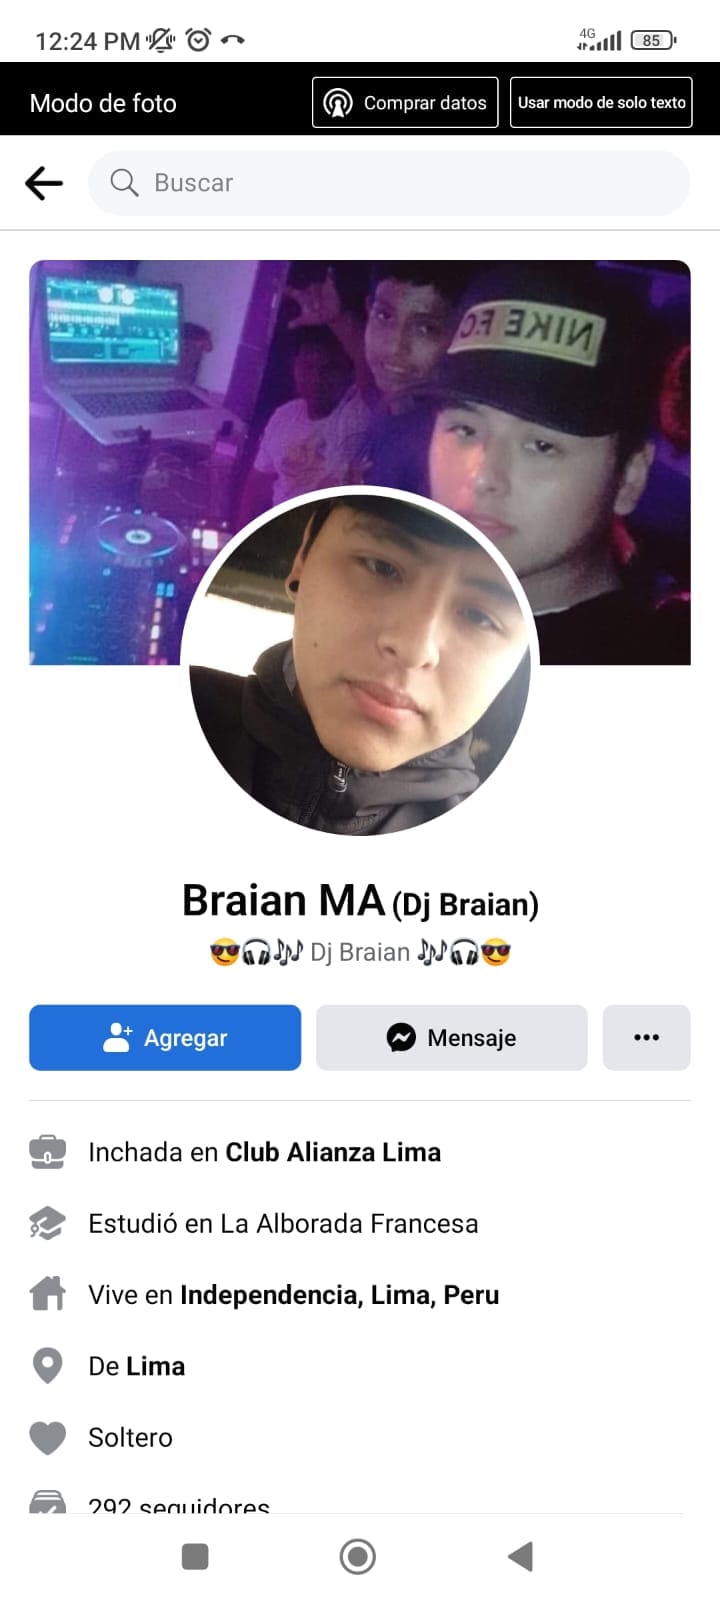 12:24 PM
4G
85
Modo de foto
Comprar datos
Usar modo de solo texto
Buscar
NIKE FC
Braian MA (Dj Braian)
😎🎧🎶 Dj Braian 🎶🎧😎
Agregar
Mensaje
Inchada en Club Alianza Lima
Estudió en La Alborada Francesa
Vive en Independencia, Lima, Peru
De Lima
Soltero
292 seguidores